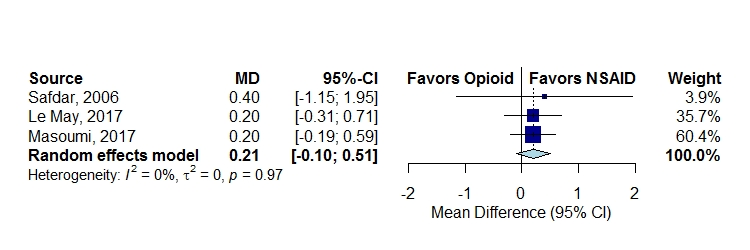 Source MD 95%-CI Favors Opioid Favors NSAID Weight
Safdar, 2006 0.40 [-1.15; 1.95] 3.9%
Le May, 2017 0.20 [-0.31; 0.71] 35.7%
Masoumi, 2017 0.20 [-0.19; 0.59] 60.4%
Random effects model 0.21 [-0.10; 0.51] 100.0%
Heterogeneity: I² = 0%, τ² = 0, p = 0.97
-2 -1 0 1 2
Mean Difference (95% CI)